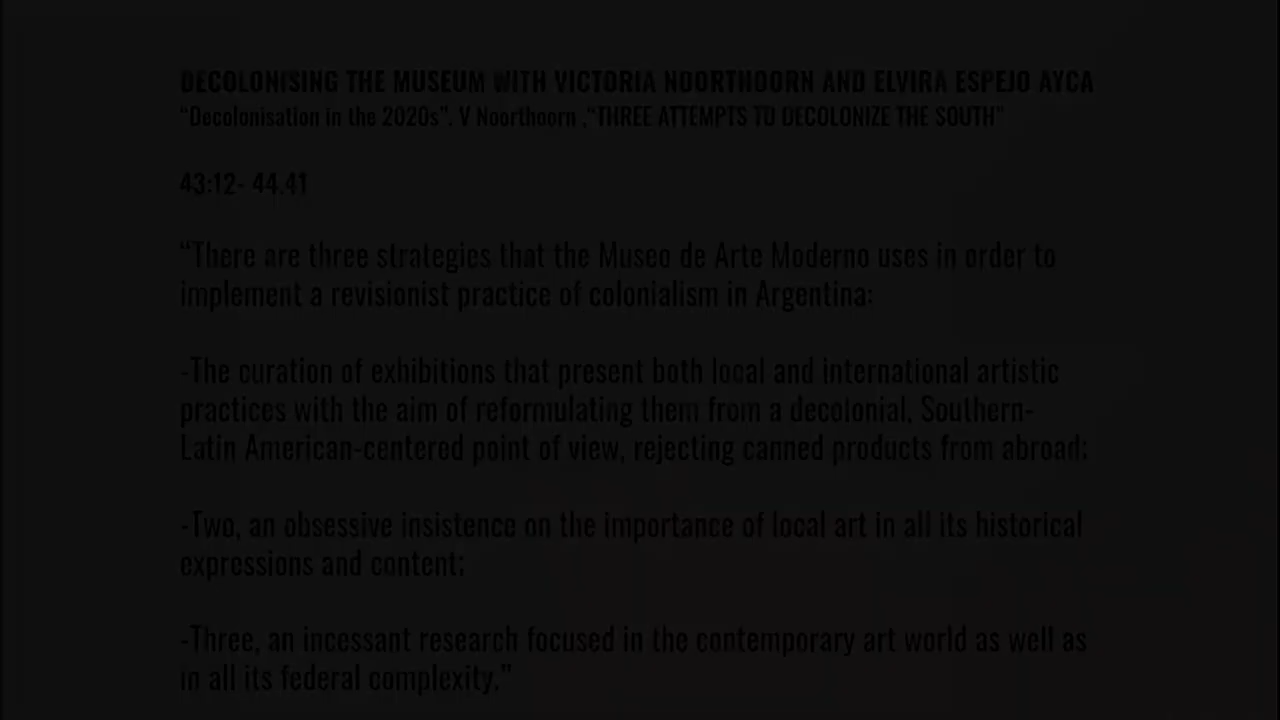 DECOLONISING THE MUSEUM WITH VICTORIA NOORTHOORN AND ELVIRA ESPEJO AYCA
“Decolonisation in the 2020s”. V Noorthoorn ,“THREE ATTEMPTS TO DECOLONIZE THE SOUTH”
43:12- 44.41
“There are three strategies that the Museo de Arte Moderno uses in order to
implement a revisionist practice of colonialism in Argentina:
-The curation of exhibitions that present both local and international artistic
practices with the aim of reformulating them from a decolonial, Southern-
Latin American-centered point of view, rejecting canned products from abroad;
-Two, an obsessive insistence on the importance of local art in all its historical
expressions and content;
-Three, an incessant research focused in the contemporary art world as well as
in all its federal complexity.”